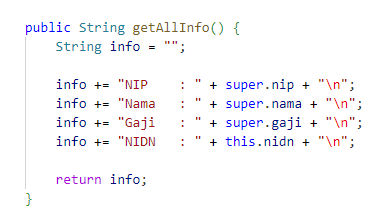 public String getAllInfo() {
    String info = "";

    info += "NIP    : " + super.nip + "\n";
    info += "Nama   : " + super.nama + "\n";
    info += "Gaji   : " + super.gaji + "\n";
    info += "NIDN   : " + this.nidn + "\n";

    return info;
}